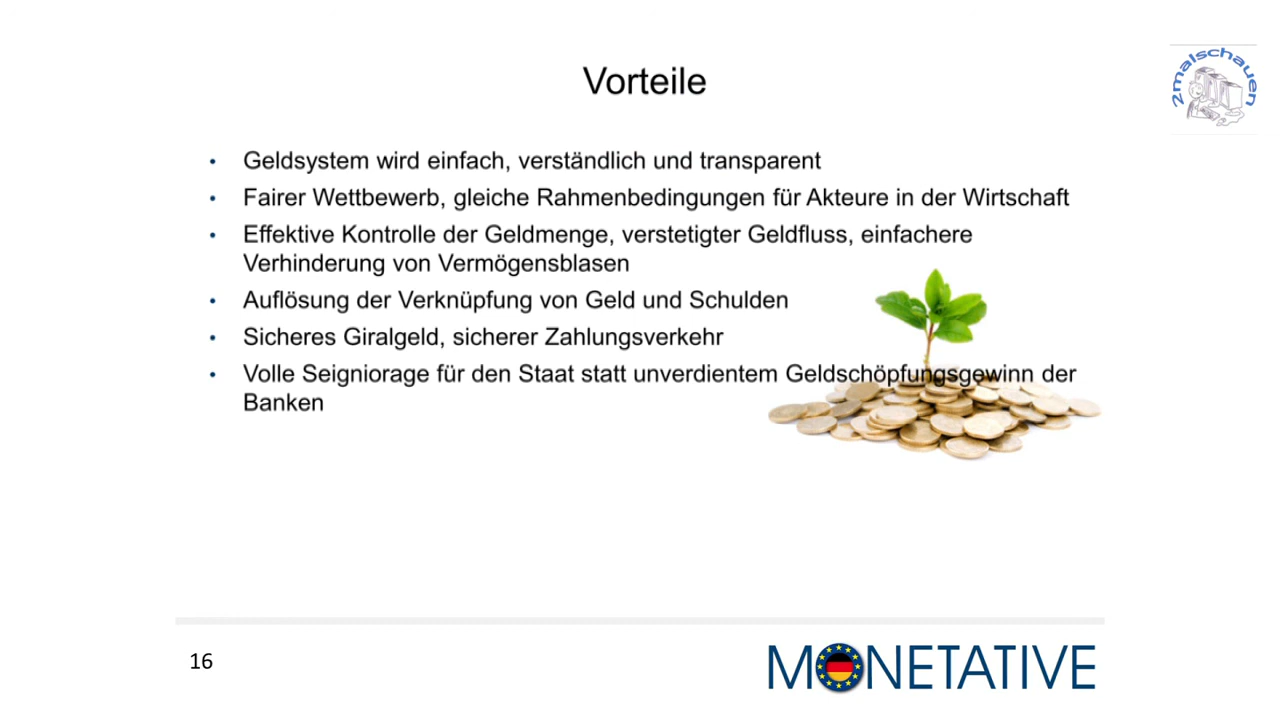 2malschauen
Vorteile
• Geldsystem wird einfach, verständlich und transparent
• Fairer Wettbewerb, gleiche Rahmenbedingungen für Akteure in der Wirtschaft
• Effektive Kontrolle der Geldmenge, verstetigter Geldfluss, einfachere
Verhinderung von Vermögensblasen
• Auflösung der Verknüpfung von Geld und Schulden
• Sicheres Giralgeld, sicherer Zahlungsverkehr
• Volle Seigniorage für den Staat statt unverdientem Geldschöpfungsgewinn der
Banken
16
MONETATIVE